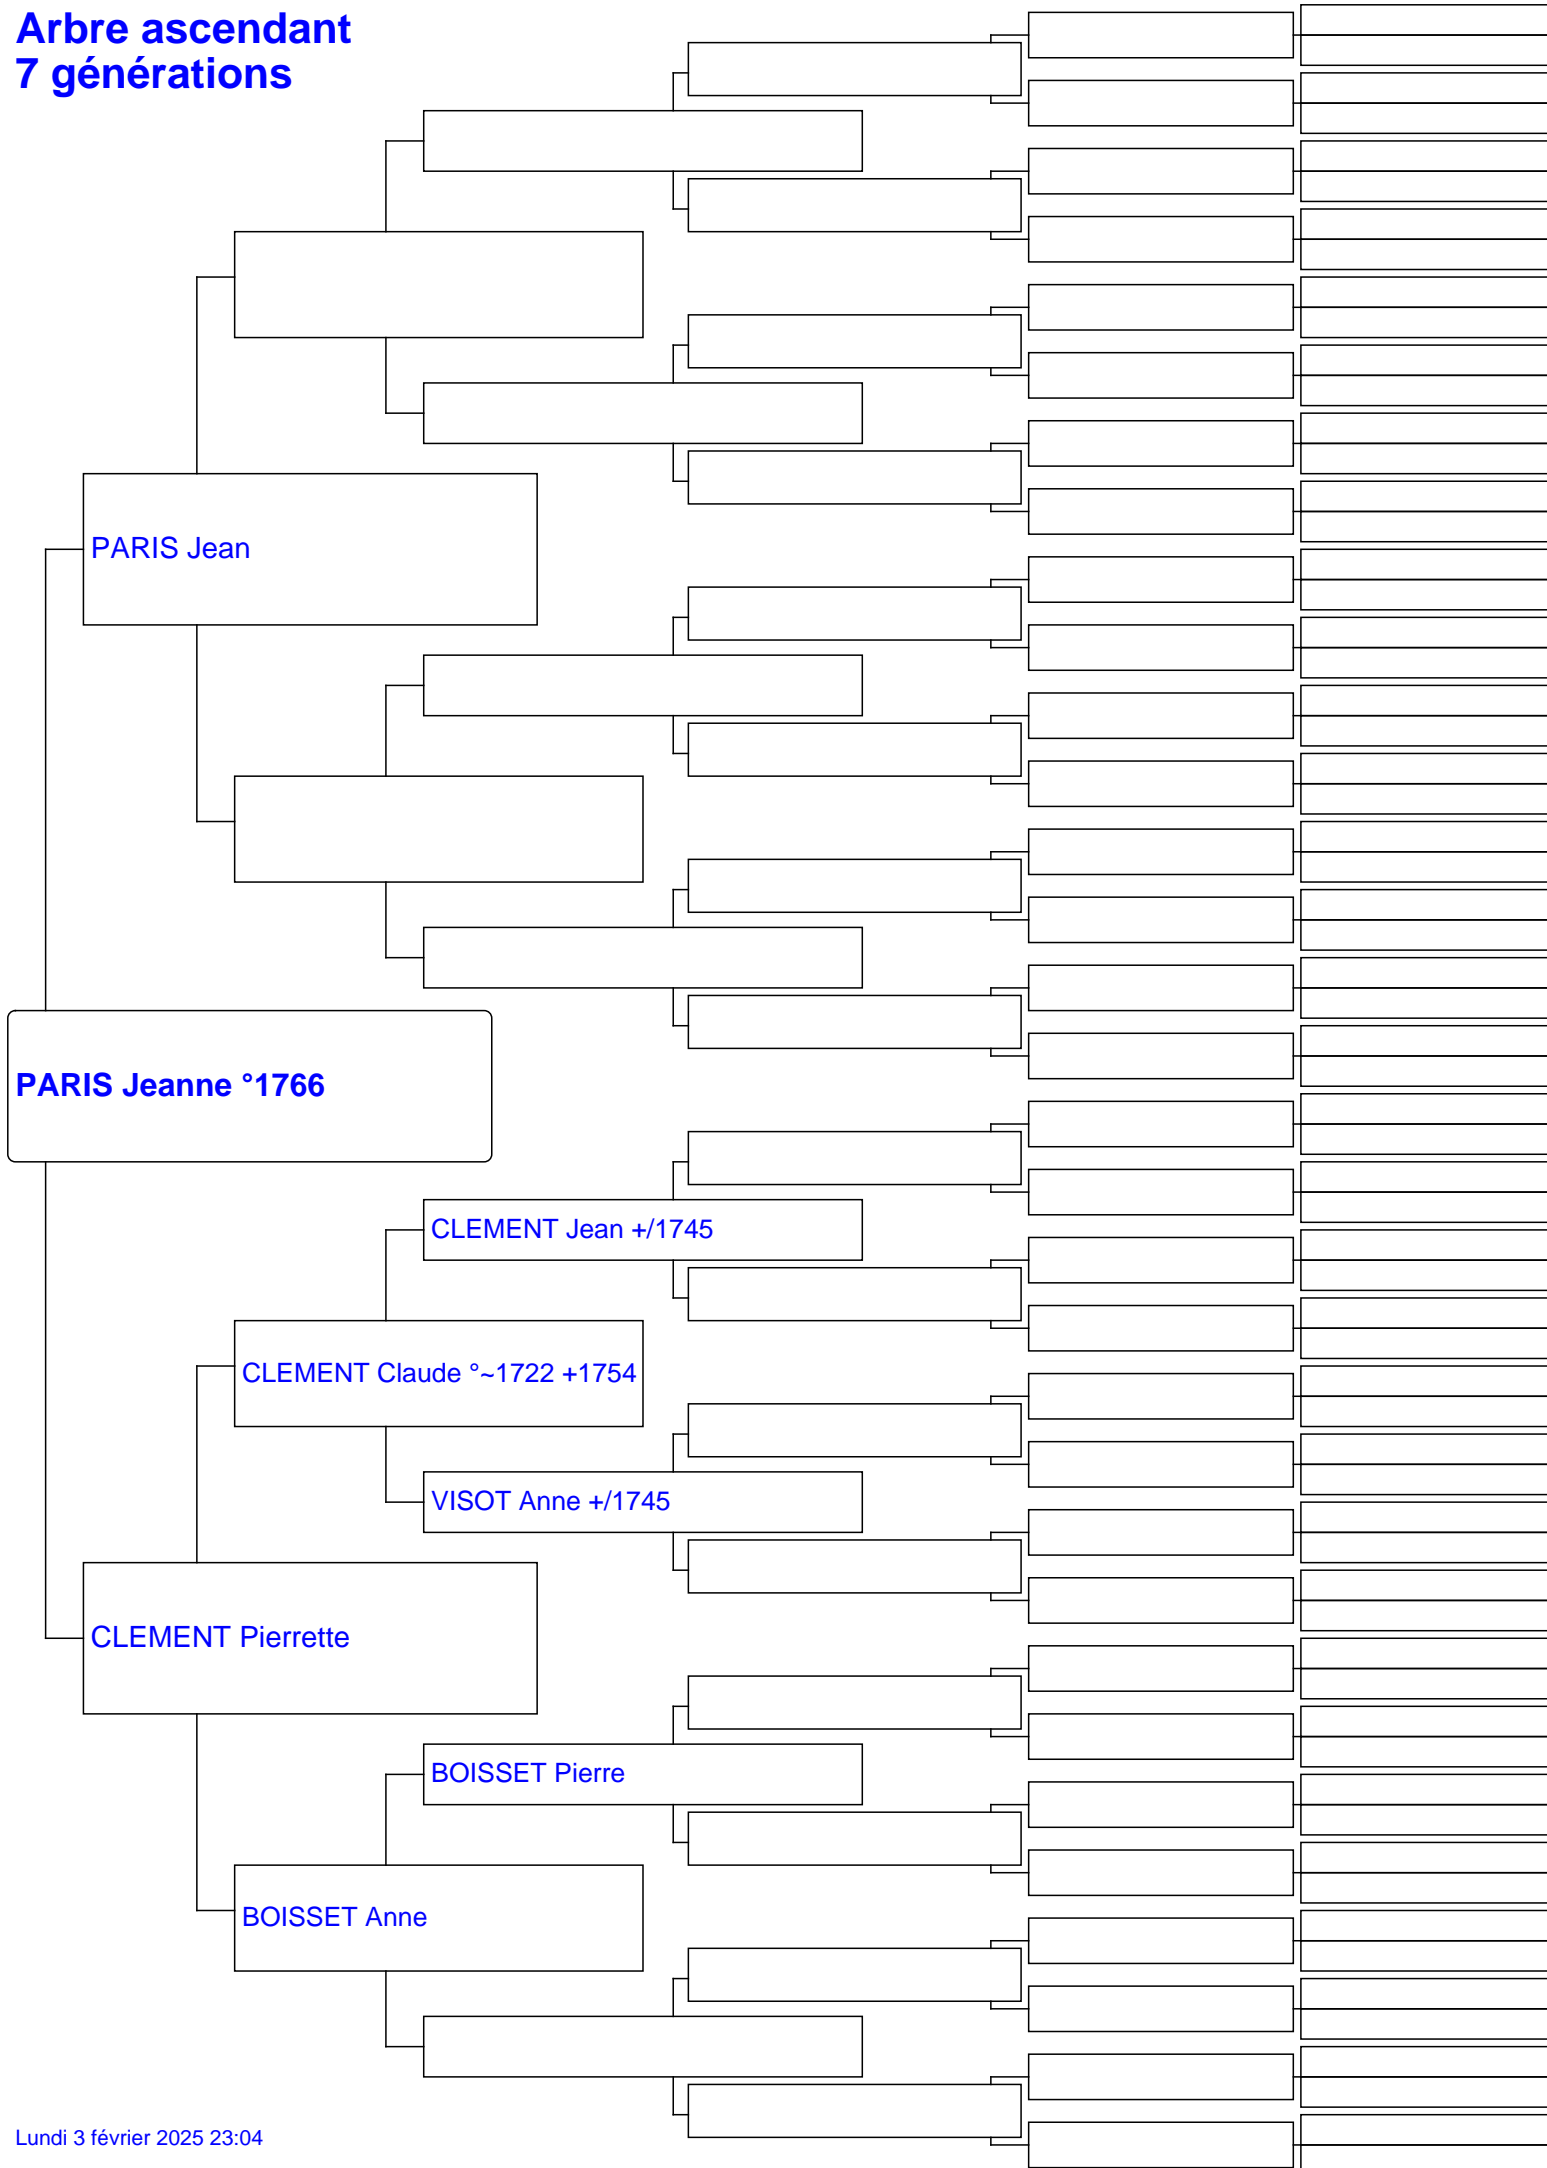 Arbre ascendant
7 générations
PARIS Jean
PARIS Jeanne °1766
CLEMENT Jean +/1745
CLEMENT Claude °~1722 +1754
VISOT Anne +/1745
CLEMENT Pierrette
BOISSET Pierre
BOISSET Anne
Lundi 3 février 2025 23:04